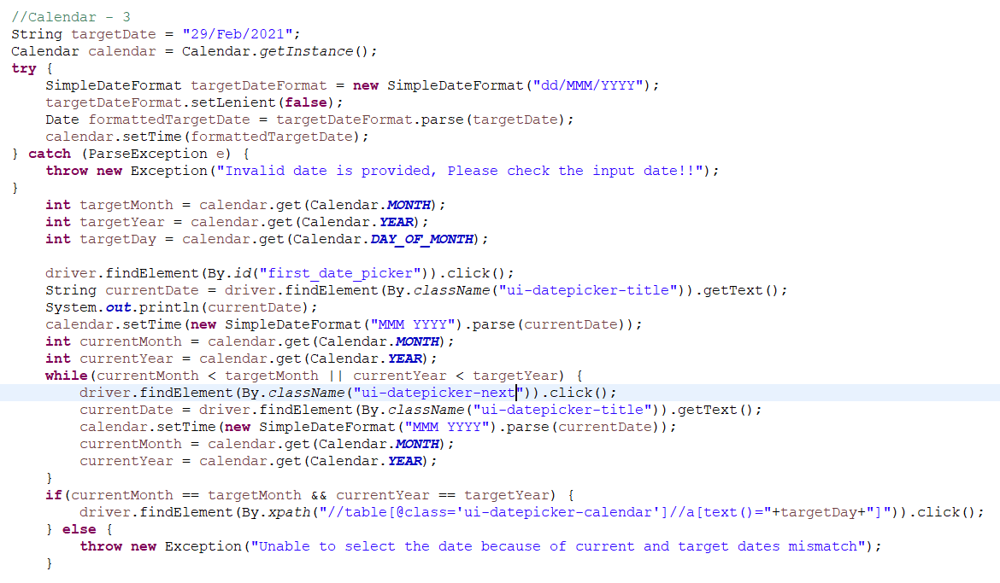 //Calendar - 3
String targetDate = "29/Feb/2021";
Calendar calendar = Calendar.getInstance();
try {
    SimpleDateFormat targetDateFormat = new SimpleDateFormat("dd/MMM/YYYY");
    targetDateFormat.setLenient(false);
    Date formattedTargetDate = targetDateFormat.parse(targetDate);
    calendar.setTime(formattedTargetDate);
} catch (ParseException e) {
    throw new Exception("Invalid date is provided, Please check the input date!!");
}
    int targetMonth = calendar.get(Calendar.MONTH);
    int targetYear = calendar.get(Calendar.YEAR);
    int targetDay = calendar.get(Calendar.DAY_OF_MONTH);

    driver.findElement(By.id("first_date_picker")).click();
    String currentDate = driver.findElement(By.className("ui-datepicker-title")).getText();
    System.out.println(currentDate);
    calendar.setTime(new SimpleDateFormat("MMM YYYY").parse(currentDate));
    int currentMonth = calendar.get(Calendar.MONTH);
    int currentYear = calendar.get(Calendar.YEAR);
    while(currentMonth < targetMonth || currentYear < targetYear) {
        driver.findElement(By.className("ui-datepicker-next")).click();
        currentDate = driver.findElement(By.className("ui-datepicker-title")).getText();
        calendar.setTime(new SimpleDateFormat("MMM YYYY").parse(currentDate));
        currentMonth = calendar.get(Calendar.MONTH);
        currentYear = calendar.get(Calendar.YEAR);
    }
    if(currentMonth == targetMonth && currentYear == targetYear) {
        driver.findElement(By.xpath("//table[@class='ui-datepicker-calendar']//a[text()="+targetDay+"]")).click();
    } else {
        throw new Exception("Unable to select the date because of current and target dates mismatch");
    }